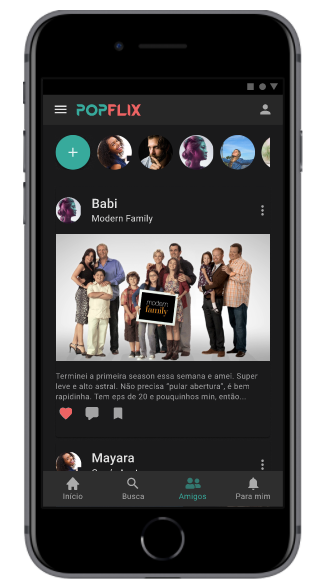 POPFLIX
Babi
Modern Family
modern
family
Terminei a primeira season essa semana e amei. Super
leve e alto astral. Não precisa "pular abertura", é bem
rapidinha. Tem eps de 20 e pouquinhos min, então...
Mayara
Início
Busca
Amigos
Para mim